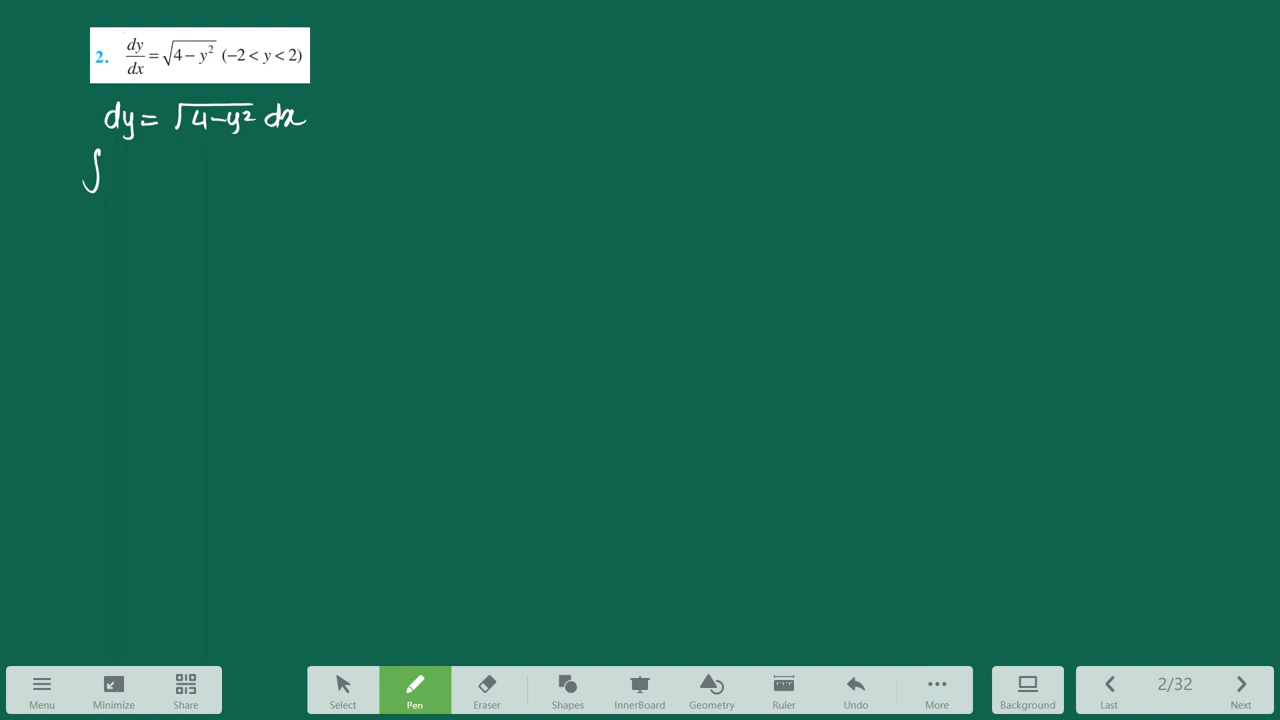 2. dy/dx = √(4 − y²) (−2 < y < 2)
dy = √(4−y²) dx
∫
Menu Minimize Share Select Pen Eraser Shapes InnerBoard Geometry Ruler Undo More Background Last 2/32 Next